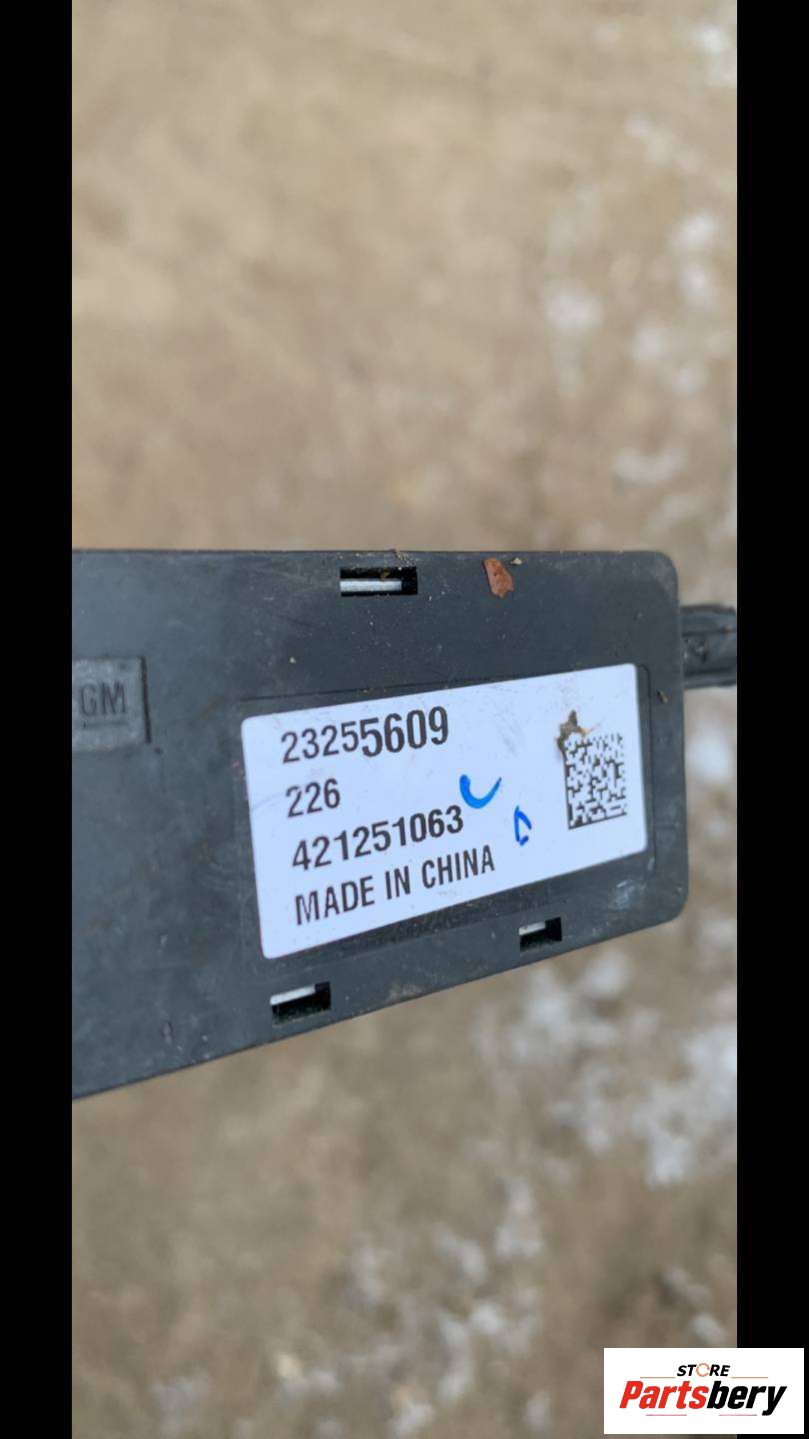 GM
23255609
226
421251063
MADE IN CHINA
STORE
Partsbery